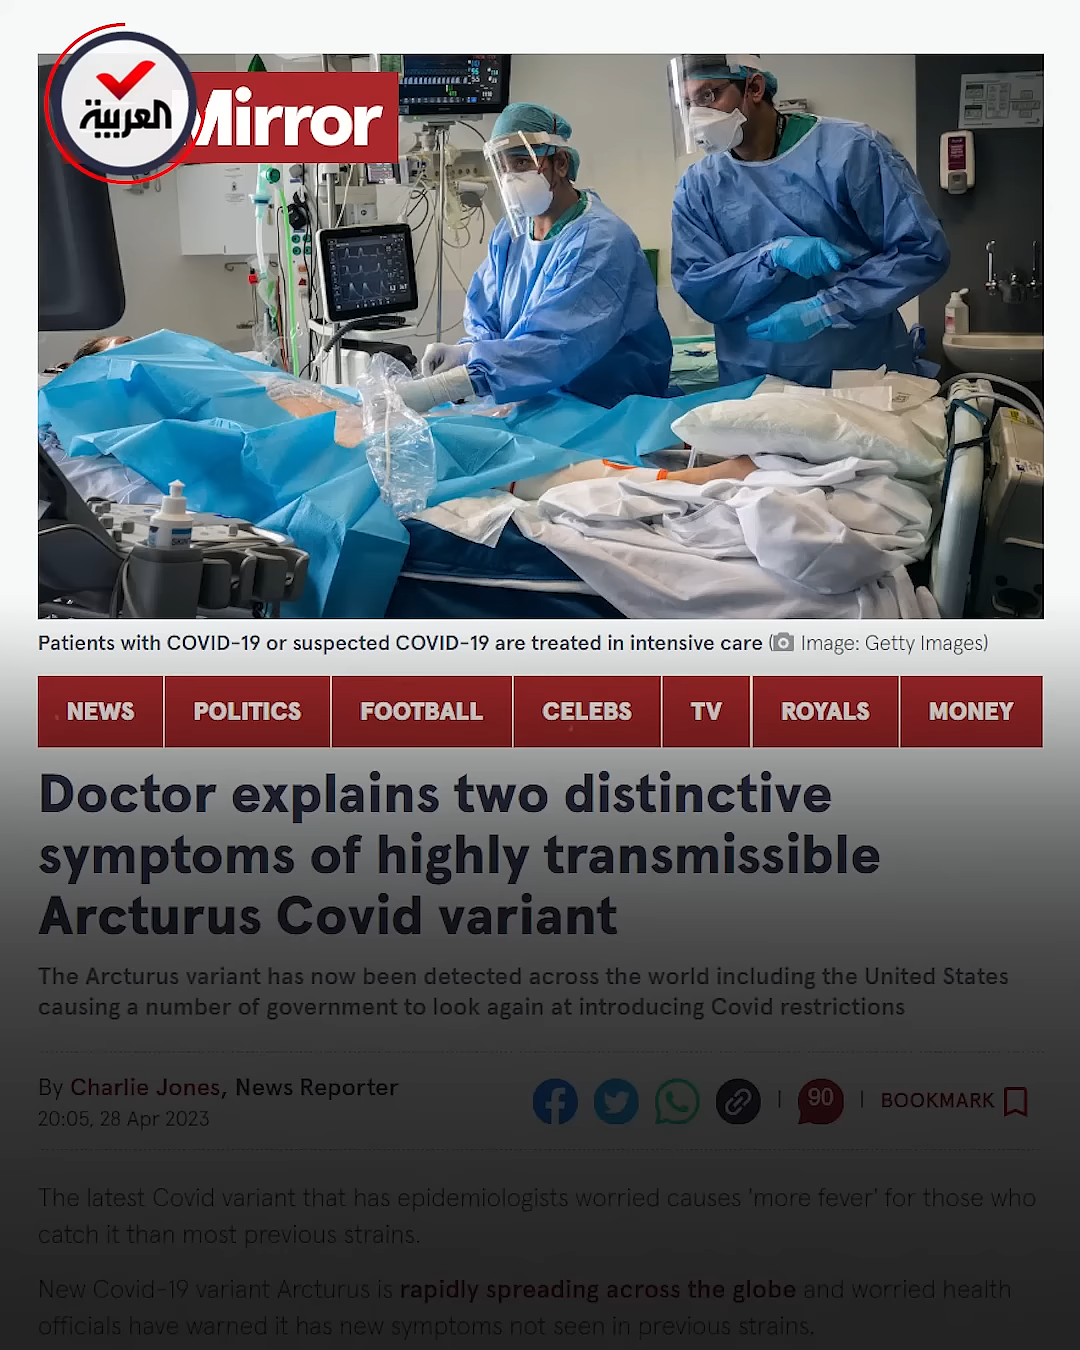 العربية
Mirror
Patients with COVID-19 or suspected COVID-19 are treated in intensive care ( Image: Getty Images)
NEWS POLITICS FOOTBALL CELEBS TV ROYALS MONEY
Doctor explains two distinctive
symptoms of highly transmissible
Arcturus Covid variant
The Arcturus variant has now been detected across the world including the United States
causing a number of government to look again at introducing Covid restrictions
By Charlie Jones, News Reporter
20:05, 28 Apr 2023
90 BOOKMARK
The latest Covid variant that has epidemiologists worried causes 'more fever' for those who
catch it than most previous strains.
New Covid-19 variant Arcturus is rapidly spreading across the globe and worried health
officials have warned it has new symptoms not seen in previous strains.